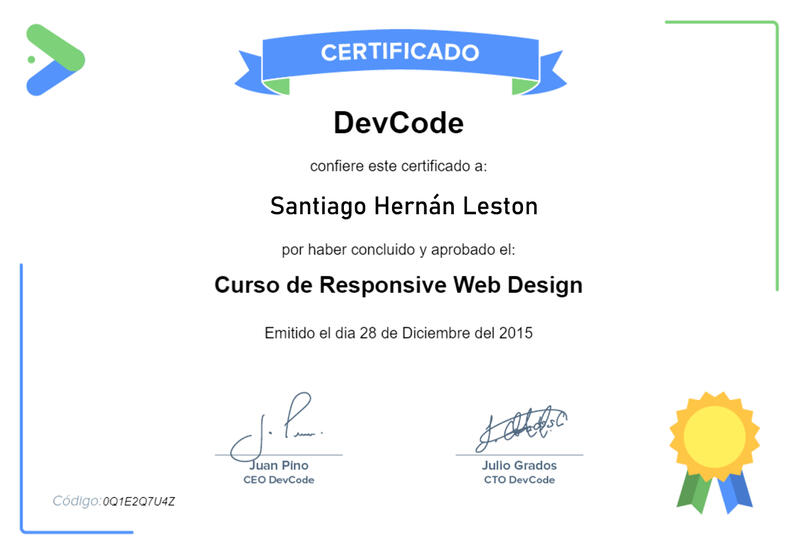 CERTIFICADO
DevCode
confiere este certificado a:
Santiago Hernán Leston
por haber concluido y aprobado el:
Curso de Responsive Web Design
Emitido el dia 28 de Diciembre del 2015
Juan Pino
CEO DevCode
Julio Grados
CTO DevCode
Código:0Q1E2Q7U4Z